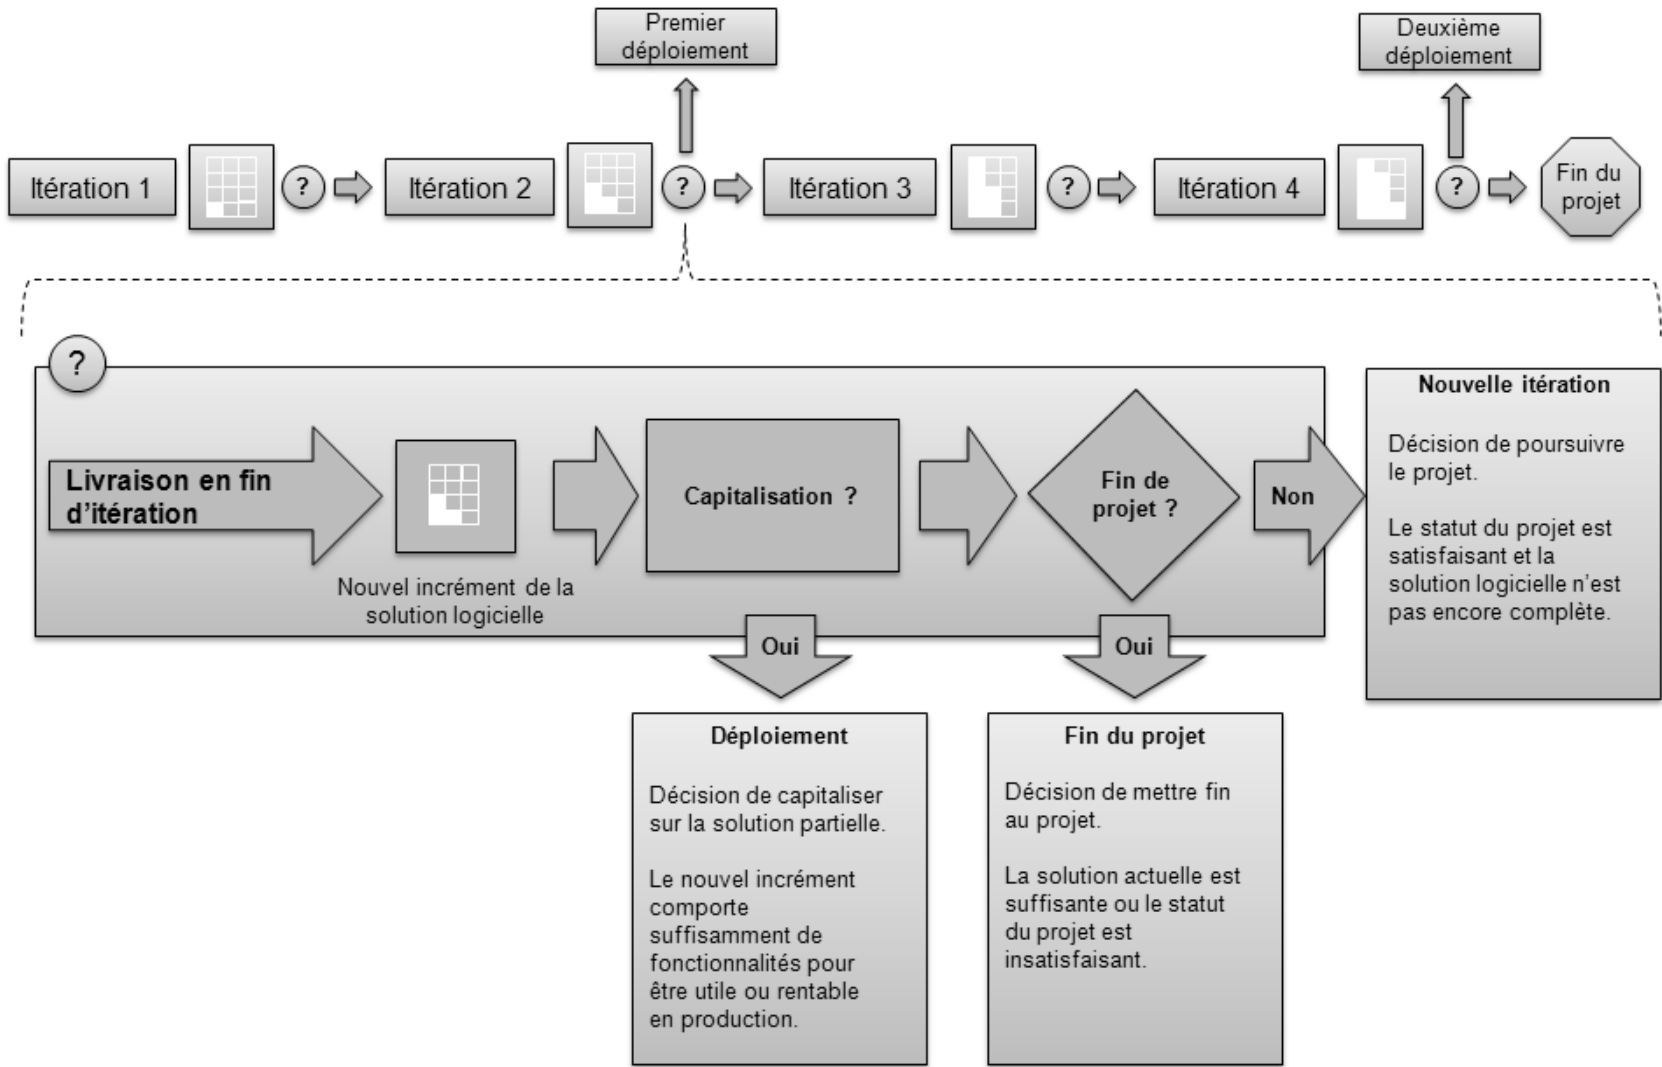 Premier
déploiement
Deuxième
déploiement
Itération 1
?
Itération 2
?
Itération 3
?
Itération 4
?
Fin du
projet
?
Livraison en fin
d'itération
Nouvel incrément de la
solution logicielle
Capitalisation ?
Fin de
projet ?
Non
Nouvelle itération
Décision de poursuivre
le projet.
Le statut du projet est
satisfaisant et la
solution logicielle n'est
pas encore complète.
Oui
Oui
Déploiement
Décision de capitaliser
sur la solution partielle.
Le nouvel incrément
comporte
suffisamment de
fonctionnalités pour
être utile ou rentable
en production.
Fin du projet
Décision de mettre fin
au projet.
La solution actuelle est
suffisante ou le statut
du projet est
insatisfaisant.